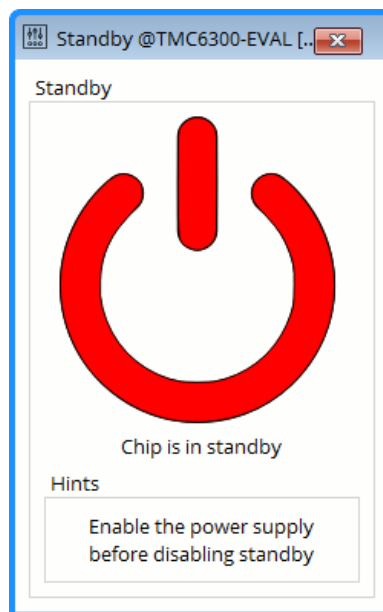 Standby @TMC6300-EVAL [..
Standby
Chip is in standby
Hints
Enable the power supply
before disabling standby